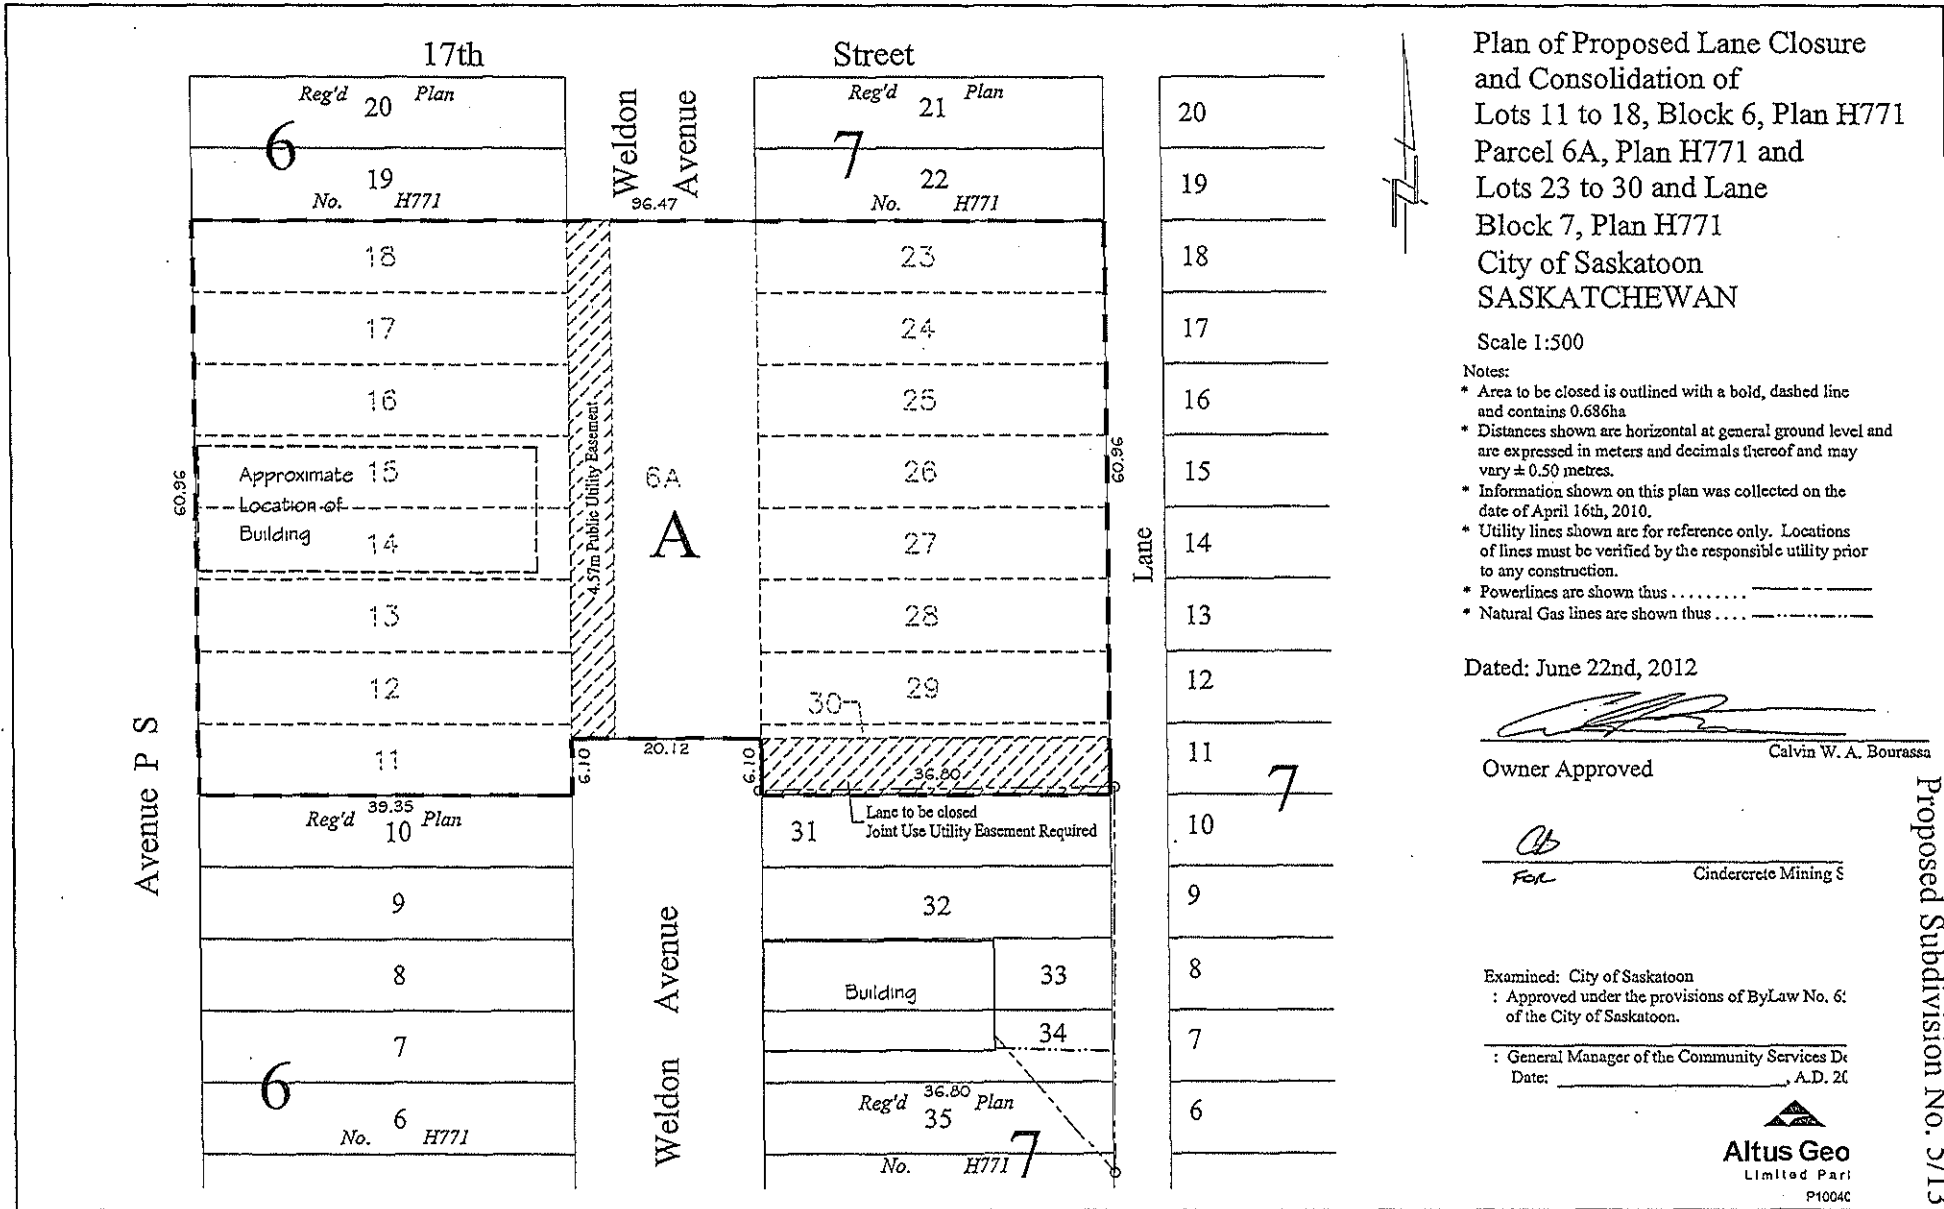 17th Street
Reg'd 20 Plan
6
19
No. H771
Weldon
Avenue
Reg'd 21 Plan
7
22
No. H771
96.47
18
17
16
15
14
13
12
11
Approximate
Location of
Building
60.96
39.35
4.57m Public Utility Easement
6A
A
6.10
20.12
6.10
23
24
25
26
27
28
29
30
36.80
60.96
Lane
Lane to be closed
Joint Use Utility Easement Required
Avenue P S
Reg'd 10 Plan
9
8
7
6
6
No. H771
Weldon Avenue
31
32
33
34
Building
36.80
Reg'd Plan
35
No. H771
7
20
19
18
17
16
15
14
13
12
11
10
9
8
7
6
7
Plan of Proposed Lane Closure
and Consolidation of
Lots 11 to 18, Block 6, Plan H771
Parcel 6A, Plan H771 and
Lots 23 to 30 and Lane
Block 7, Plan H771
City of Saskatoon
SASKATCHEWAN
Scale 1:500
Notes:
* Area to be closed is outlined with a bold, dashed line
and contains 0.686ha
* Distances shown are horizontal at general ground level and
are expressed in meters and decimals thereof and may
vary ± 0.50 metres.
* Information shown on this plan was collected on the
date of April 16th, 2010.
* Utility lines shown are for reference only. Locations
of lines must be verified by the responsible utility prior
to any construction.
* Powerlines are shown thus .........
* Natural Gas lines are shown thus ....
Dated: June 22nd, 2012
Calvin W. A. Bourassa
Owner Approved
CB
FOR
Cindercrete Mining S
Examined: City of Saskatoon
: Approved under the provisions of ByLaw No. 6
of the City of Saskatoon.
: General Manager of the Community Services De
Date: , A.D. 20
Altus Geo
Limited Par
P1004
Proposed Subdivision No.